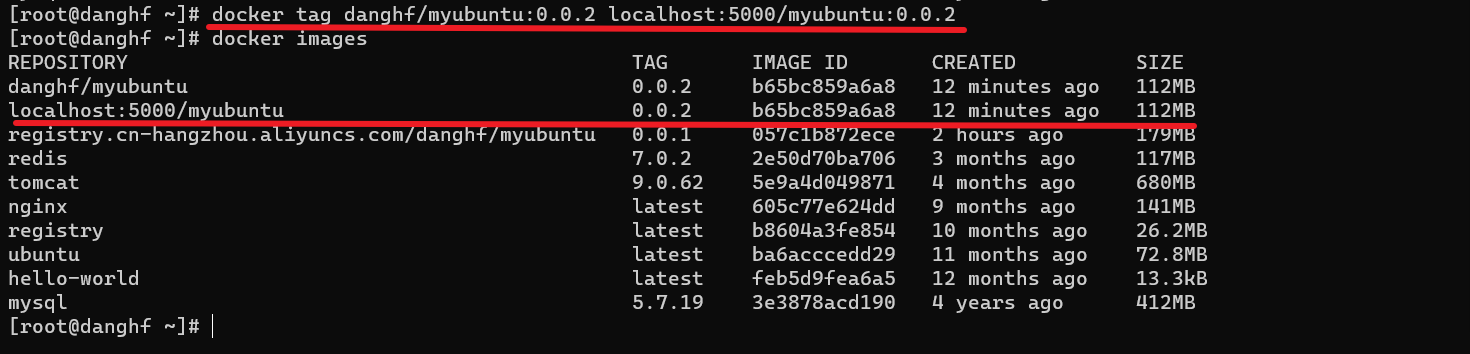 [root@danghf ~]# docker tag danghf/myubuntu:0.0.2 localhost:5000/myubuntu:0.0.2
[root@danghf ~]# docker images
REPOSITORY TAG IMAGE ID CREATED SIZE
danghf/myubuntu 0.0.2 b65bc859a6a8 12 minutes ago 112MB
localhost:5000/myubuntu 0.0.2 b65bc859a6a8 12 minutes ago 112MB
registry.cn-hangzhou.aliyuncs.com/danghf/myubuntu 0.0.1 057c1b872ece 2 hours ago 179MB
redis 7.0.2 2e50d70ba706 3 months ago 117MB
tomcat 9.0.62 5e9a4d049871 4 months ago 680MB
nginx latest 605c77e624dd 9 months ago 141MB
registry latest b8604a3fe854 10 months ago 26.2MB
ubuntu latest ba6acccedd29 11 months ago 72.8MB
hello-world latest feb5d9fea6a5 12 months ago 13.3kB
mysql 5.7.19 3e3878acd190 4 years ago 412MB
[root@danghf ~]#